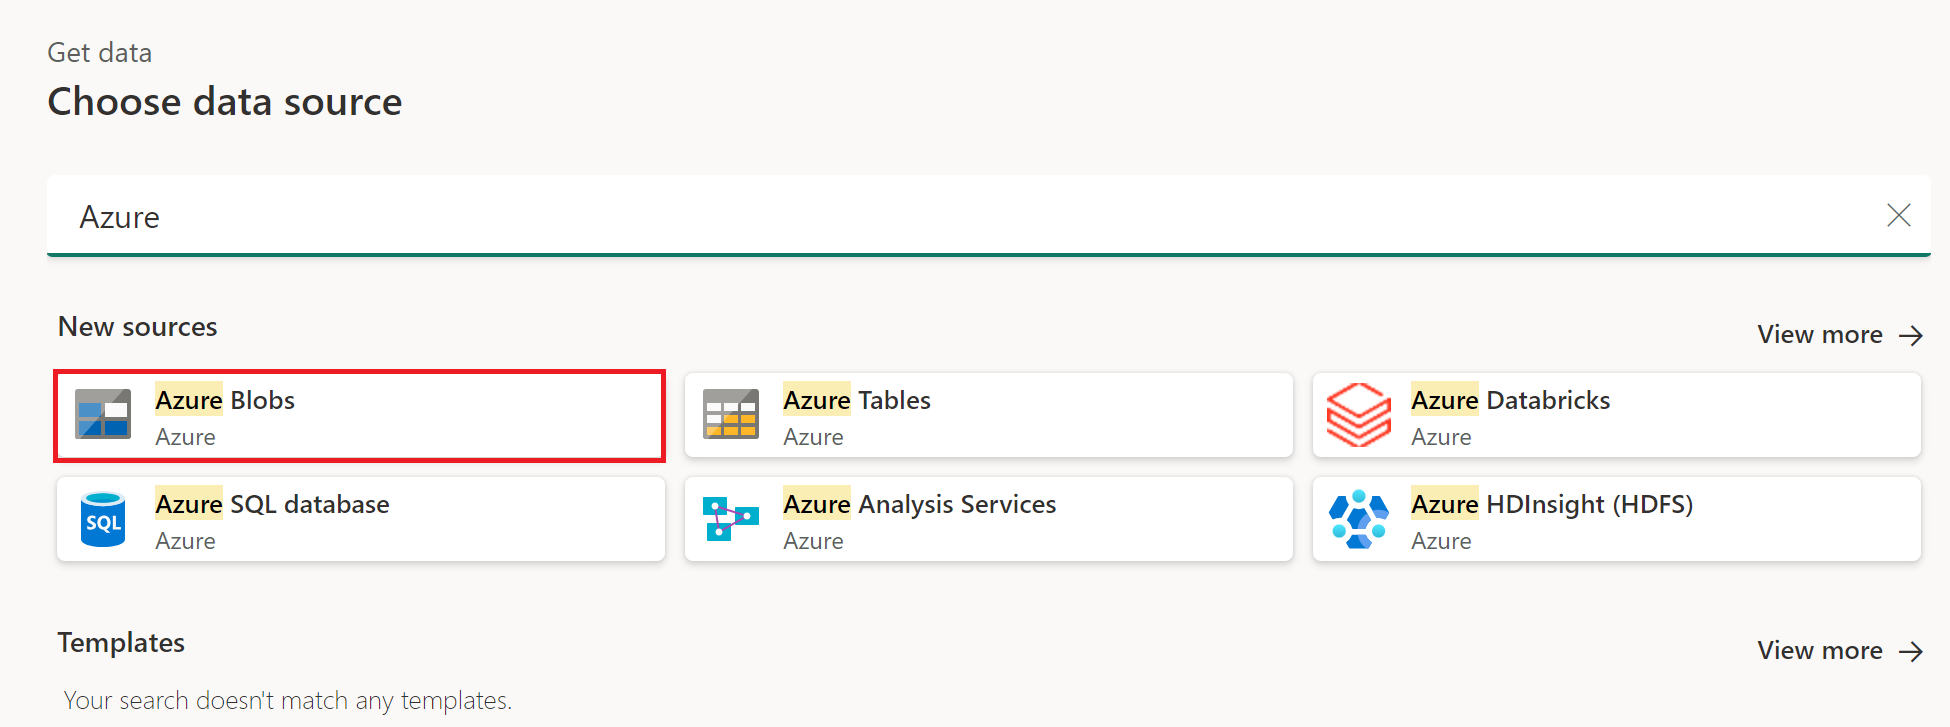 Get data
Choose data source
Azure
New sources
View more
Azure Blobs
Azure
Azure Tables
Azure
Azure Databricks
Azure
SQL
Azure SQL database
Azure
Azure Analysis Services
Azure
Azure HDInsight (HDFS)
Azure
Templates
View more
Your search doesn't match any templates.